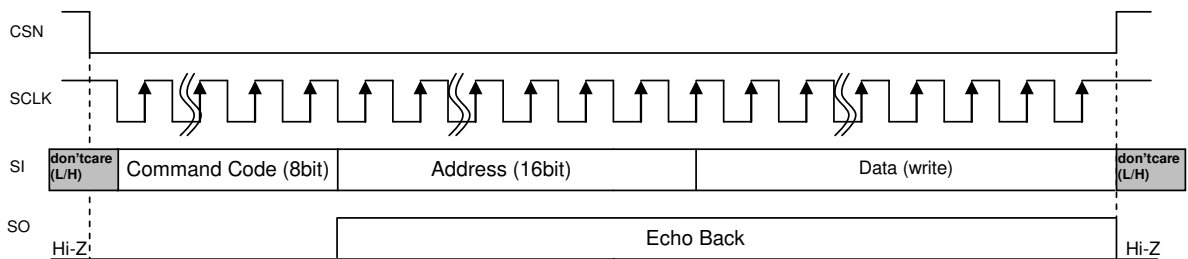 CSN
SCLK
SI
don'tcare
(L/H)
Command Code (8bit)
Address (16bit)
Data (write)
don'tcare
(L/H)
SO
Hi-Z
Echo Back
Hi-Z